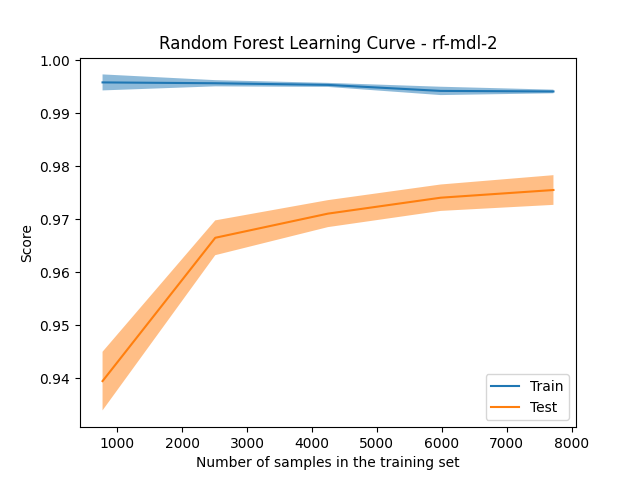 Random Forest Learning Curve - rf-mdl-2
1.00
0.99
0.98
0.97
0.96
0.95
0.94
Score
Train
Test
1000 2000 3000 4000 5000 6000 7000 8000
Number of samples in the training set